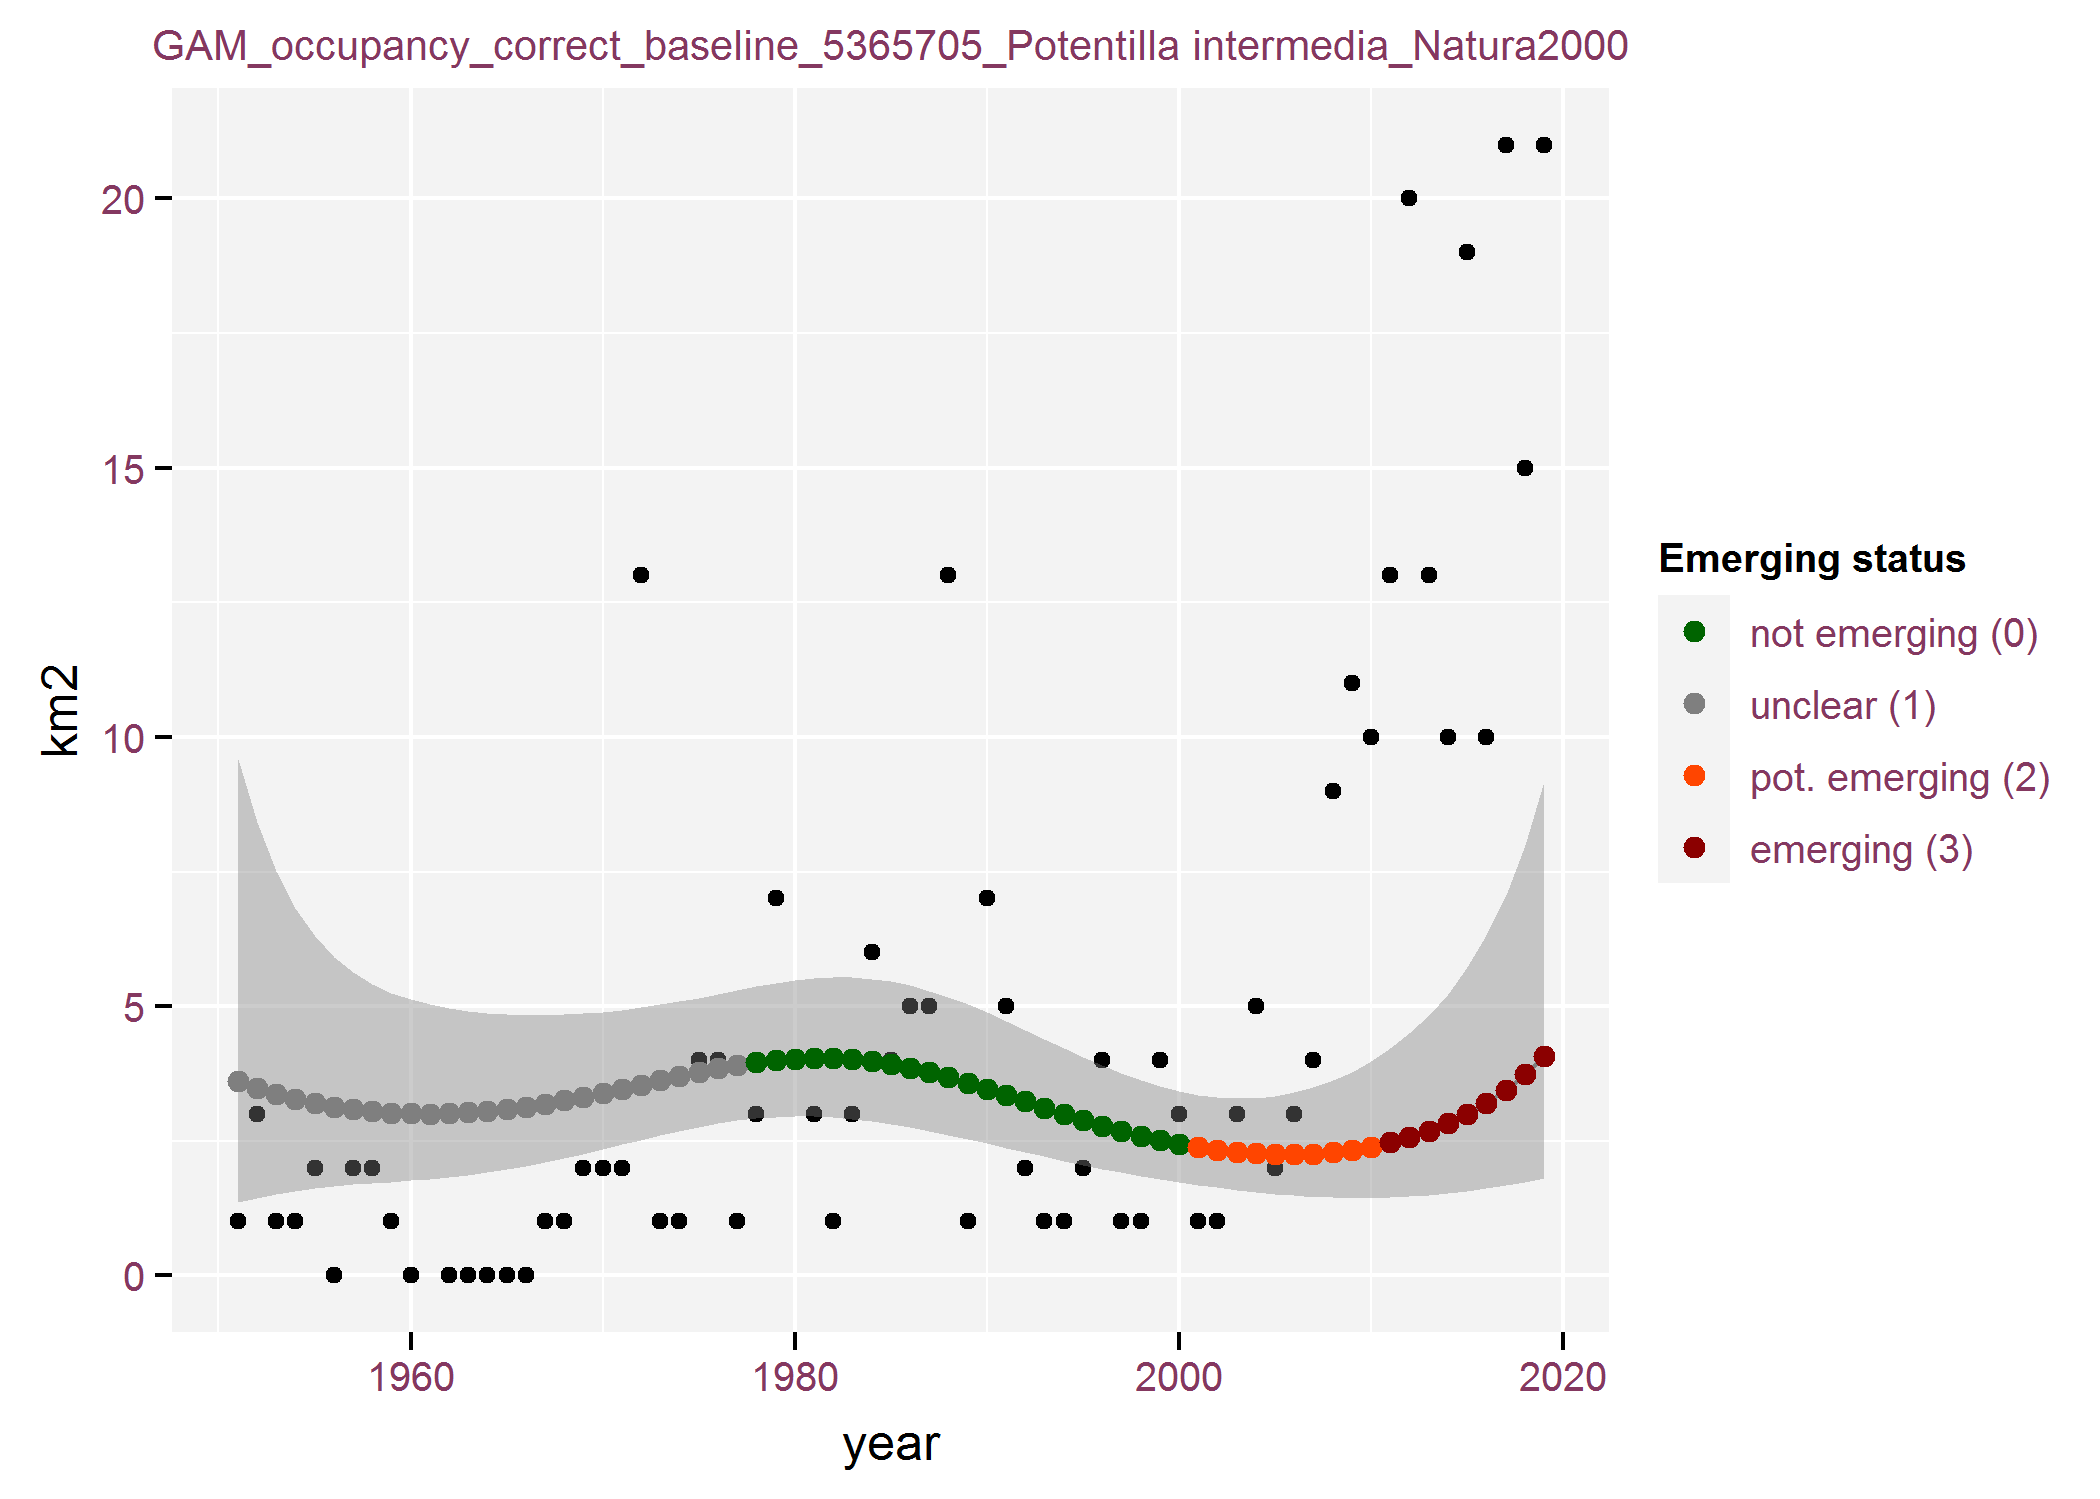 GAM_occupancy_correct_baseline_5365705_Potentilla intermedia_Natura2000
20
15
10
5
0
km2
1960
1980
2000
2020
year
Emerging status
not emerging (0)
unclear (1)
pot. emerging (2)
emerging (3)